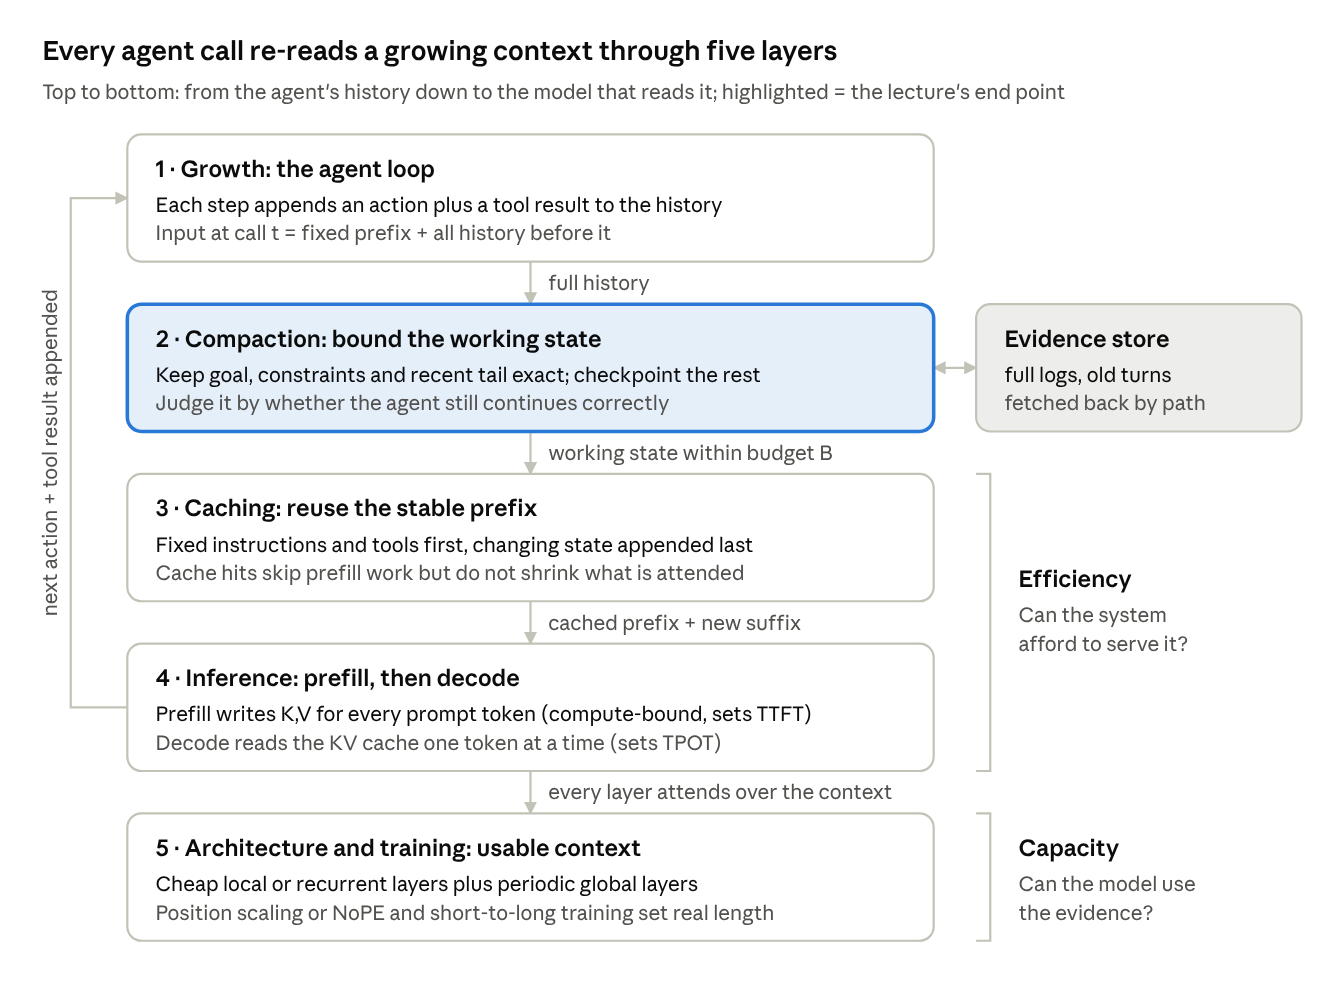 Every agent call re-reads a growing context through five layers
Top to bottom: from the agent's history down to the model that reads it; highlighted = the lecture's end point
1 · Growth: the agent loop
Each step appends an action plus a tool result to the history
Input at call t = fixed prefix + all history before it
full history
2 · Compaction: bound the working state
Keep goal, constraints and recent tail exact; checkpoint the rest
Judge it by whether the agent still continues correctly
Evidence store
full logs, old turns
fetched back by path
working state within budget B
3 · Caching: reuse the stable prefix
Fixed instructions and tools first, changing state appended last
Cache hits skip prefill work but do not shrink what is attended
cached prefix + new suffix
4 · Inference: prefill, then decode
Prefill writes K,V for every prompt token (compute-bound, sets TTFT)
Decode reads the KV cache one token at a time (sets TPOT)
next action + tool result appended
Efficiency
Can the system
afford to serve it?
every layer attends over the context
5 · Architecture and training: usable context
Cheap local or recurrent layers plus periodic global layers
Position scaling or NoPE and short-to-long training set real length
Capacity
Can the model use
the evidence?